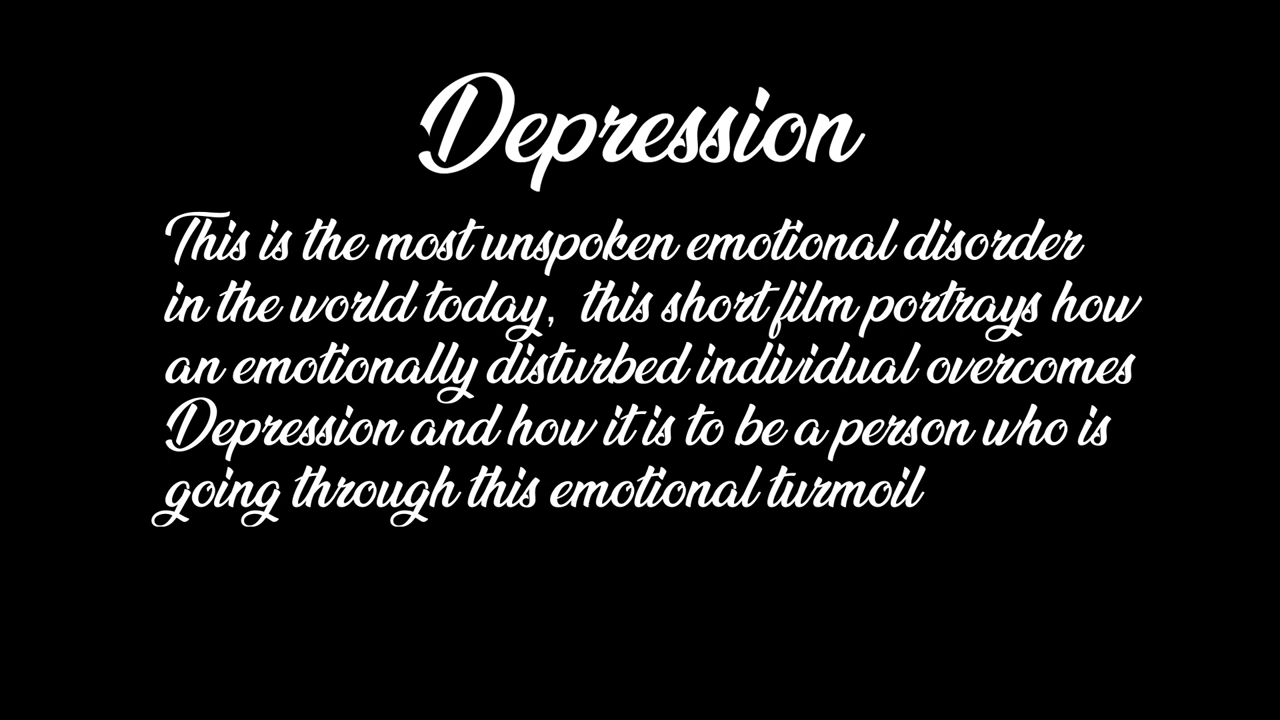 Depression
This is the most unspoken emotional disorder
in the world today,  this short film portrays how
an emotionally disturbed individual overcomes
Depression and how it is to be a person who is
going through this emotional turmoil